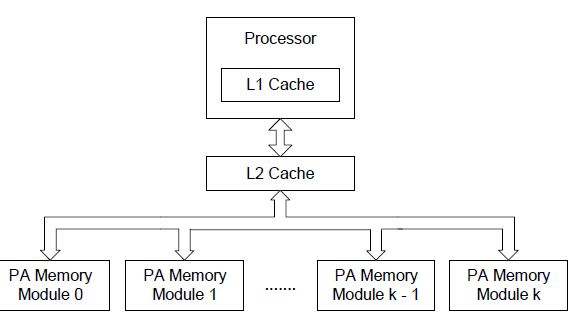 Processor
L1 Cache
L2 Cache
PA Memory
Module 0
PA Memory
Module 1
.......
PA Memory
Module k - 1
PA Memory
Module k